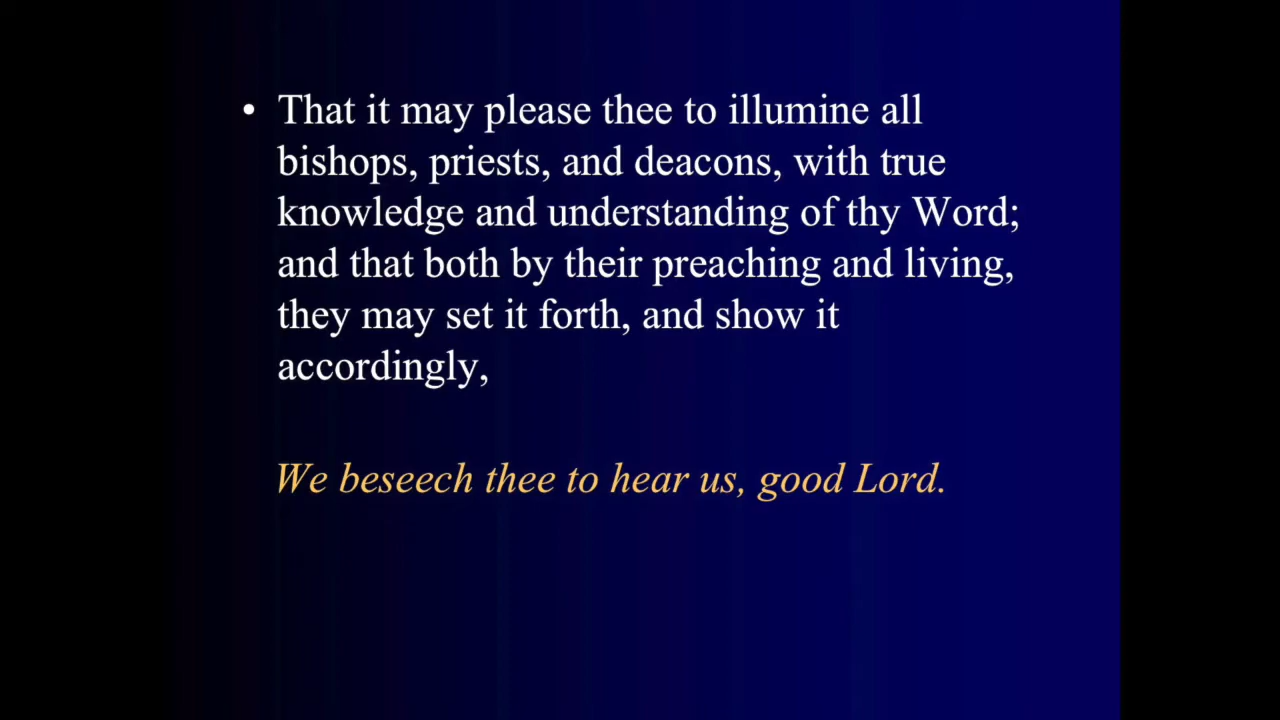 • That it may please thee to illumine all
bishops, priests, and deacons, with true
knowledge and understanding of thy Word;
and that both by their preaching and living,
they may set it forth, and show it
accordingly,
We beseech thee to hear us, good Lord.